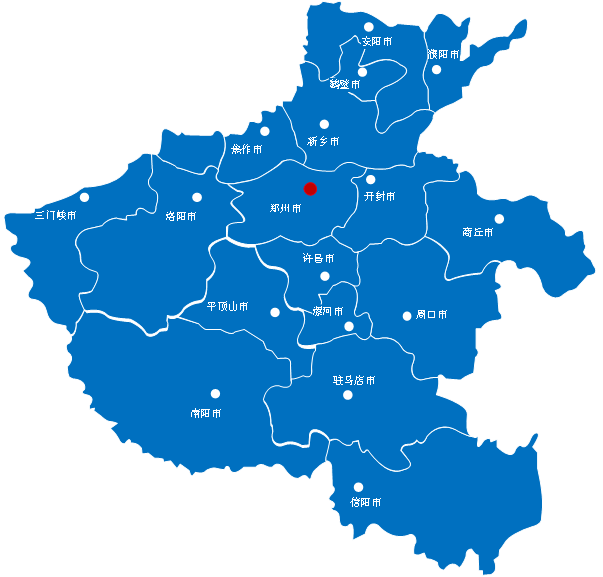 安阳市
濮阳市
鹤壁市
新乡市
焦作市
郑州市
开封市
三门峡市
洛阳市
商丘市
许昌市
平顶山市
漯河市
周口市
驻马店市
南阳市
信阳市